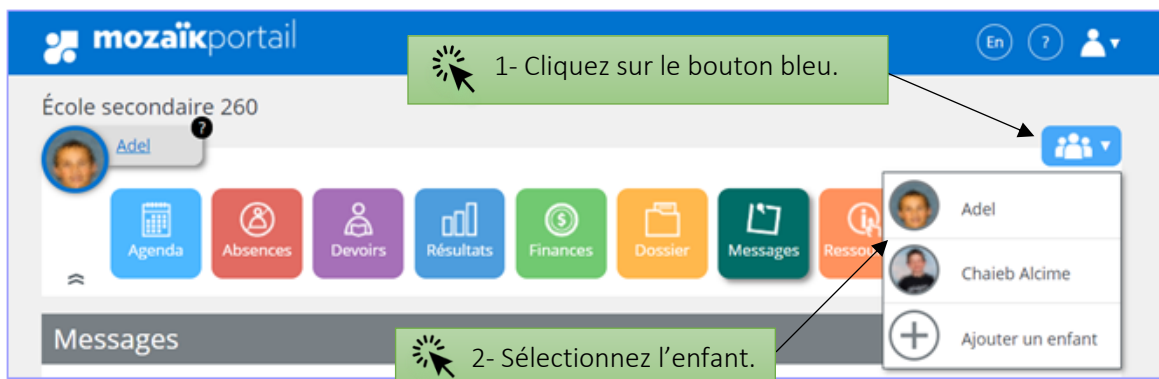 mozaïkportail
En ?
1- Cliquez sur le bouton bleu.
École secondaire 260
Adel ?
Agenda
Absences
Devoirs
Résultats
Finances
Dossier
Messages
Adel
Chaieb Alcime
Ajouter un enfant
Messages
2- Sélectionnez l’enfant.